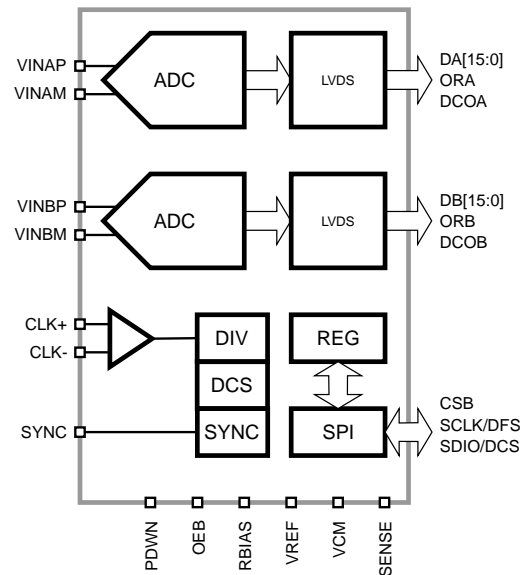 VINAP
VINAM
ADC
LVDS
DA[15:0]
ORA
DCOA
VINBP
VINBM
ADC
LVDS
DB[15:0]
ORB
DCOB
CLK+
CLK-
DIV
DCS
SYNC
REG
SPI
SYNC
CSB
SCLK/DFS
SDIO/DCS
PDWN
OEB
RBIAS
VREF
VCM
SENSE